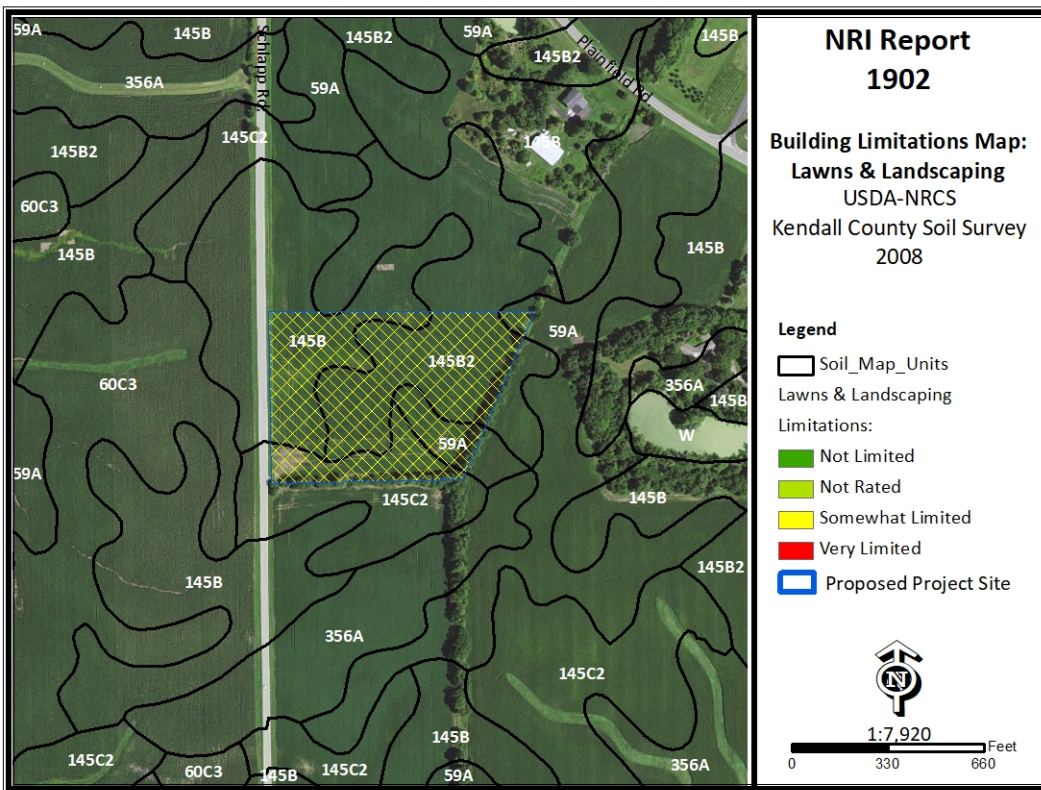 59A
145B
145B2
59A
145B
Schlapp Rd.
Plainfield Rd
145B2
356A
59A
145C2
145B
145B2
60C3
145B
145B
145B
59A
145B2
60C3
356A
145B
W
59A
59A
145C2
145B
145B2
145B
356A
145C2
145B
145C2
60C3
145B
145C2
59A
356A
NRI Report
1902
Building Limitations Map:
Lawns & Landscaping
USDA-NRCS
Kendall County Soil Survey
2008
Legend
Soil_Map_Units
Lawns & Landscaping
Limitations:
Not Limited
Not Rated
Somewhat Limited
Very Limited
Proposed Project Site
N
1:7,920
Feet
0 330 660